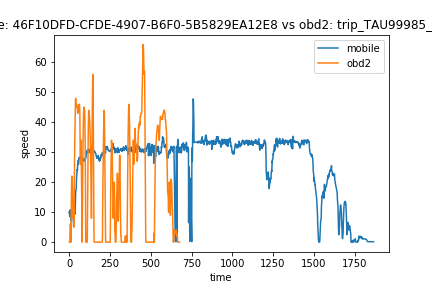 e: 46F10DFD-CFDE-4907-B6F0-5B5829EA12E8 vs obd2: trip_TAU99985_
mobile
obd2
speed
60
50
40
30
20
10
0
0 250 500 750 1000 1250 1500 1750
time